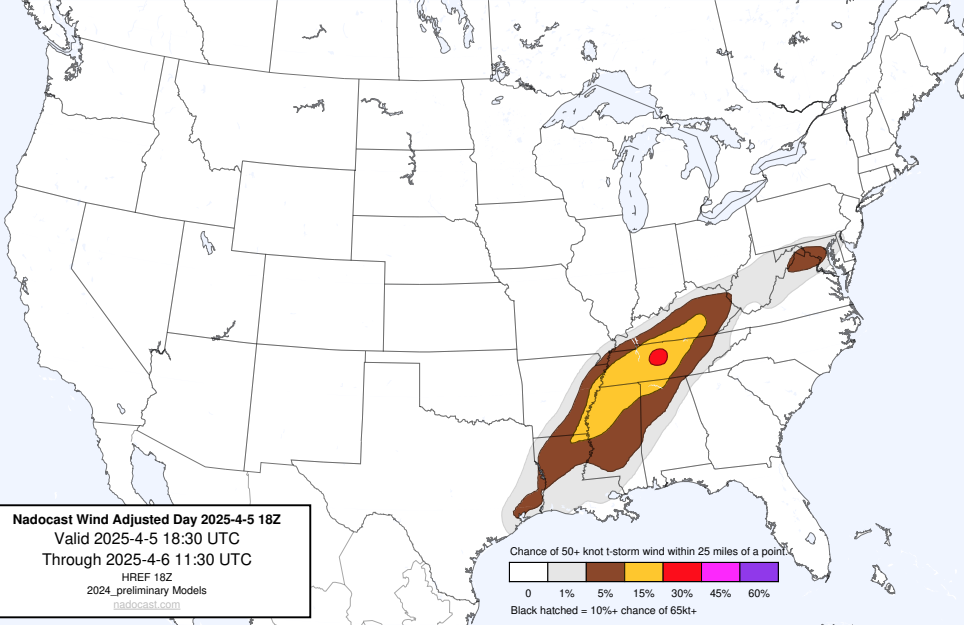 Nadocast Wind Adjusted Day 2025-4-5 18Z
Valid 2025-4-5 18:30 UTC
Through 2025-4-6 11:30 UTC
HREF 18Z
2024_preliminary Models
nadocast.com
Chance of 50+ knot t-storm wind within 25 miles of a point.
0 1% 5% 15% 30% 45% 60%
Black hatched = 10%+ chance of 65kt+